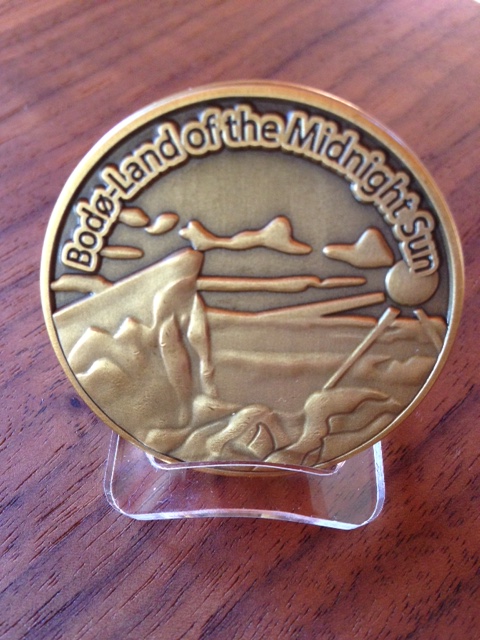 Bodø-Land of the Midnight Sun